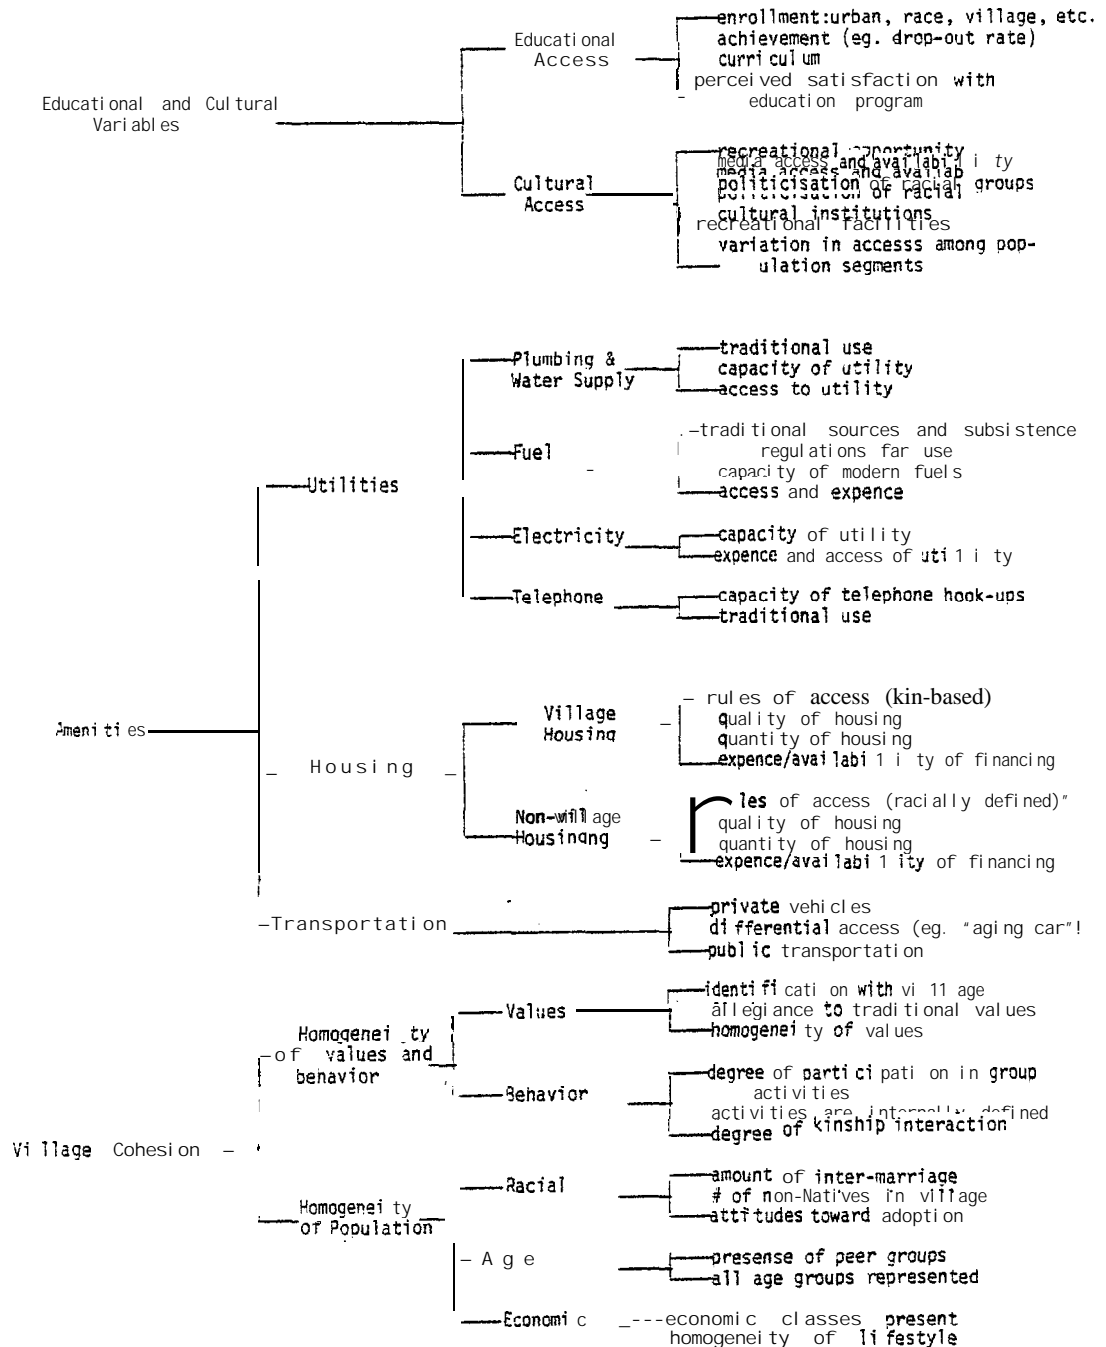 enrollment:urban, race, village, etc.
Educational
Access
achievement (eg. drop-out rate)
curriculum
perceived satisfaction with
education program
Educational and Cultural
Variables
recreational opportunity
media access and availability
Cultural
Access
politicisation of racial groups
cultural institutions
recreational facilities
variation in accesss among pop-
ulation segments
Plumbing &
Water Supply
traditional use
capacity of utility
access to utility
Fuel
traditional sources and subsistence
regulations far use
capacity of modern fuels
access and expence
Utilities
Electricity
capacity of utility
expence and access of utility
Telephone
capacity of telephone hook-ups
traditional use
Amenities
Housing
Village
Housing
rules of access (kin-based)
quality of housing
quantity of housing
expence/availability of financing
Non-village
Housinqng
les of access (racially defined)"
quality of housing
quantity of housing
expence/availability of financing
Transportation
private vehicles
differential access (eg. "aging car"!
public transportation
Homogeneity
of values and
behavior
Values
identification with village
allegiance to traditional values
homogeneity of values
Behavior
degree of participation in group
activities
activities are internally defined
degree of kinship interaction
Village Cohesion
Homogeneity
of Population
Racial
amount of inter-marriage
# of non-Natives in village
attitudes toward adoption
Age
presense of peer groups
all age groups represented
Economic
economic classes present
homogeneity of lifestyle